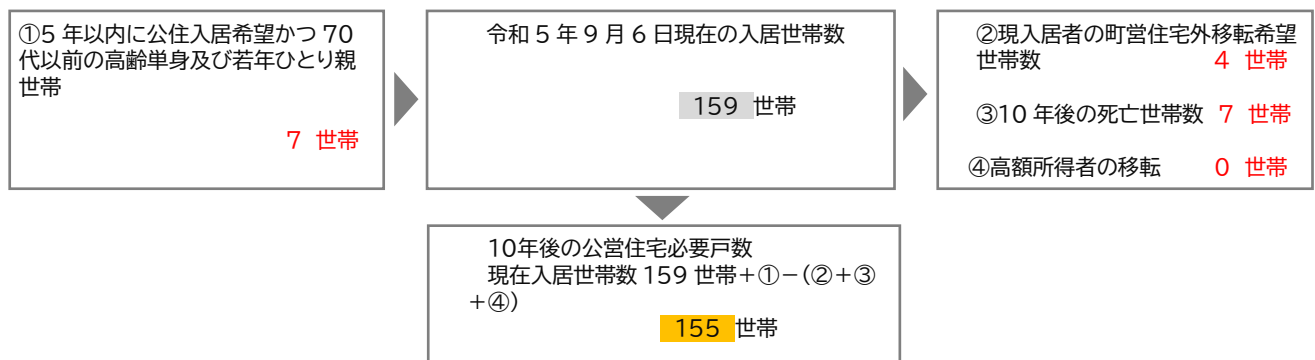 ①5 年以内に公住入居希望かつ 70
代以前の高齢単身及び若年ひとり親
世帯
7 世帯
令和 5 年 9 月 6 日現在の入居世帯数
159 世帯
②現入居者の町営住宅外移転希望
世帯数 4 世帯
③10 年後の死亡世帯数 7 世帯
④高額所得者の移転 0 世帯
10年後の公営住宅必要戸数
現在入居世帯数 159 世帯+①-(②+③
+④)
155 世帯